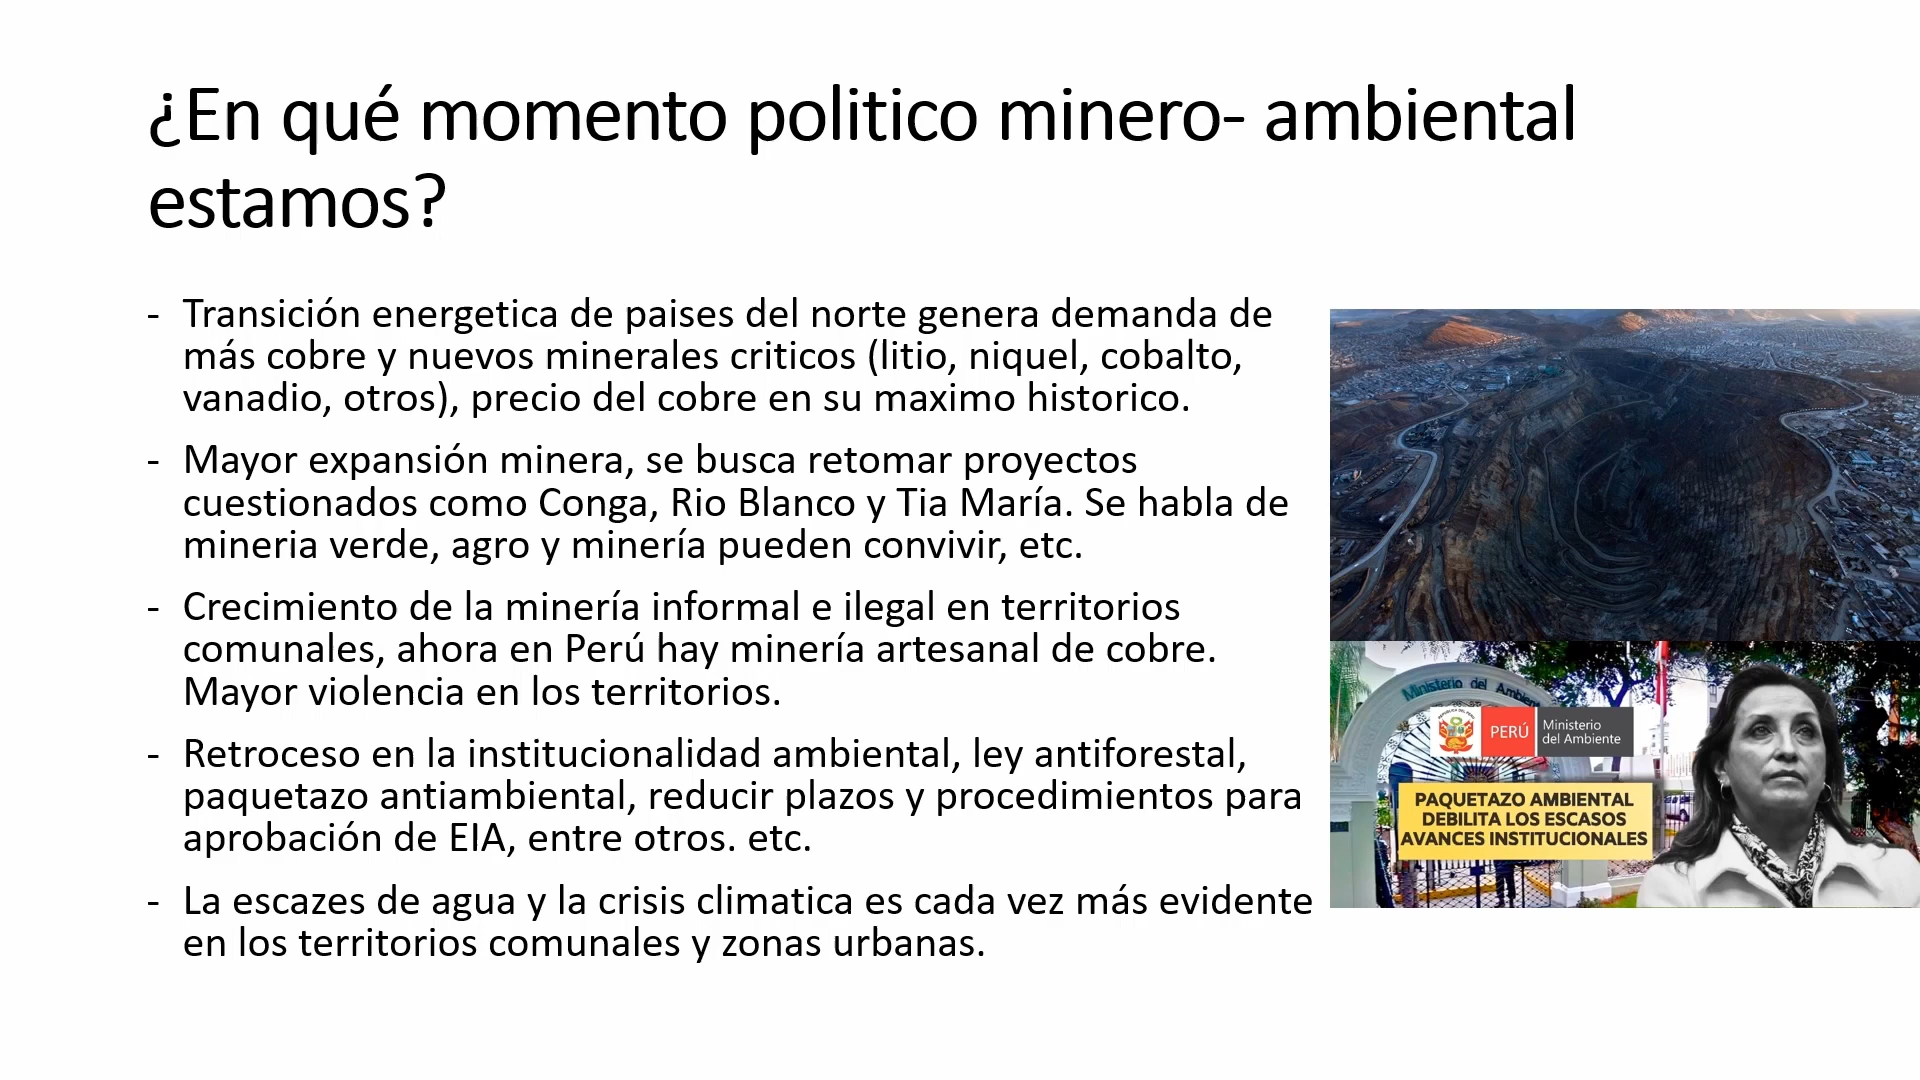 ¿En qué momento politico minero- ambiental
estamos?
- Transición energetica de paises del norte genera demanda de
más cobre y nuevos minerales criticos (litio, niquel, cobalto,
vanadio, otros), precio del cobre en su maximo historico.
- Mayor expansión minera, se busca retomar proyectos
cuestionados como Conga, Rio Blanco y Tia María. Se habla de
mineria verde, agro y minería pueden convivir, etc.
- Crecimiento de la minería informal e ilegal en territorios
comunales, ahora en Perú hay minería artesanal de cobre.
Mayor violencia en los territorios.
- Retroceso en la institucionalidad ambiental, ley antiforestal,
paquetazo antiambiental, reducir plazos y procedimientos para
aprobación de EIA, entre otros. etc.
- La escazes de agua y la crisis climatica es cada vez más evidente
en los territorios comunales y zonas urbanas.
Ministerio del
PERÚ
Ministerio
del Ambiente
PAQUETAZO AMBIENTAL
DEBILITA LOS ESCASOS
AVANCES INSTITUCIONALES